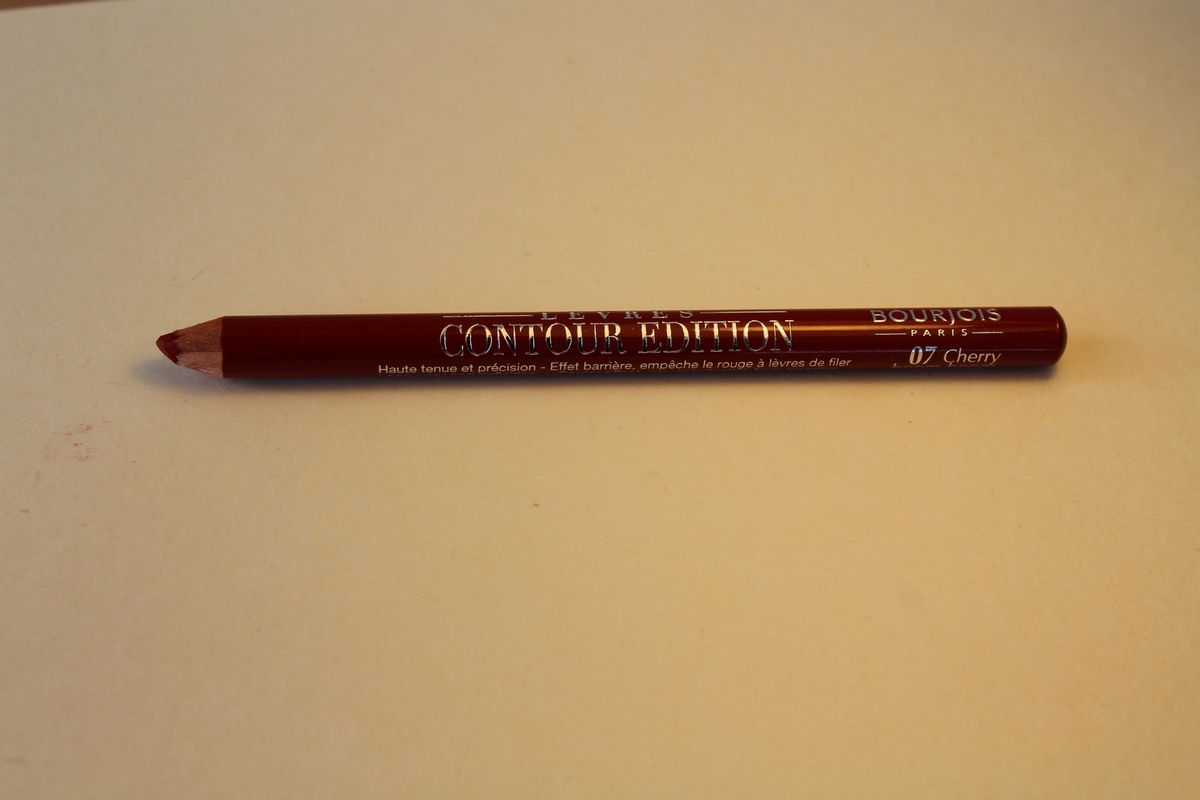 LÈVRES
CONTOUR EDITION
Haute tenue et précision - Effet barrière, empêche le rouge à lèvres de filer
BOURJOIS
PARIS
07 Cherry